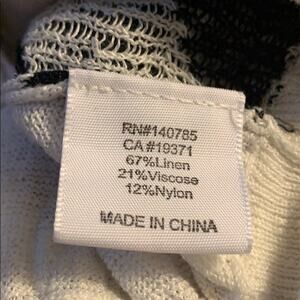 RN#140785
CA#19371
67%Linen
21%Viscose
12%Nylon
MADE IN CHINA